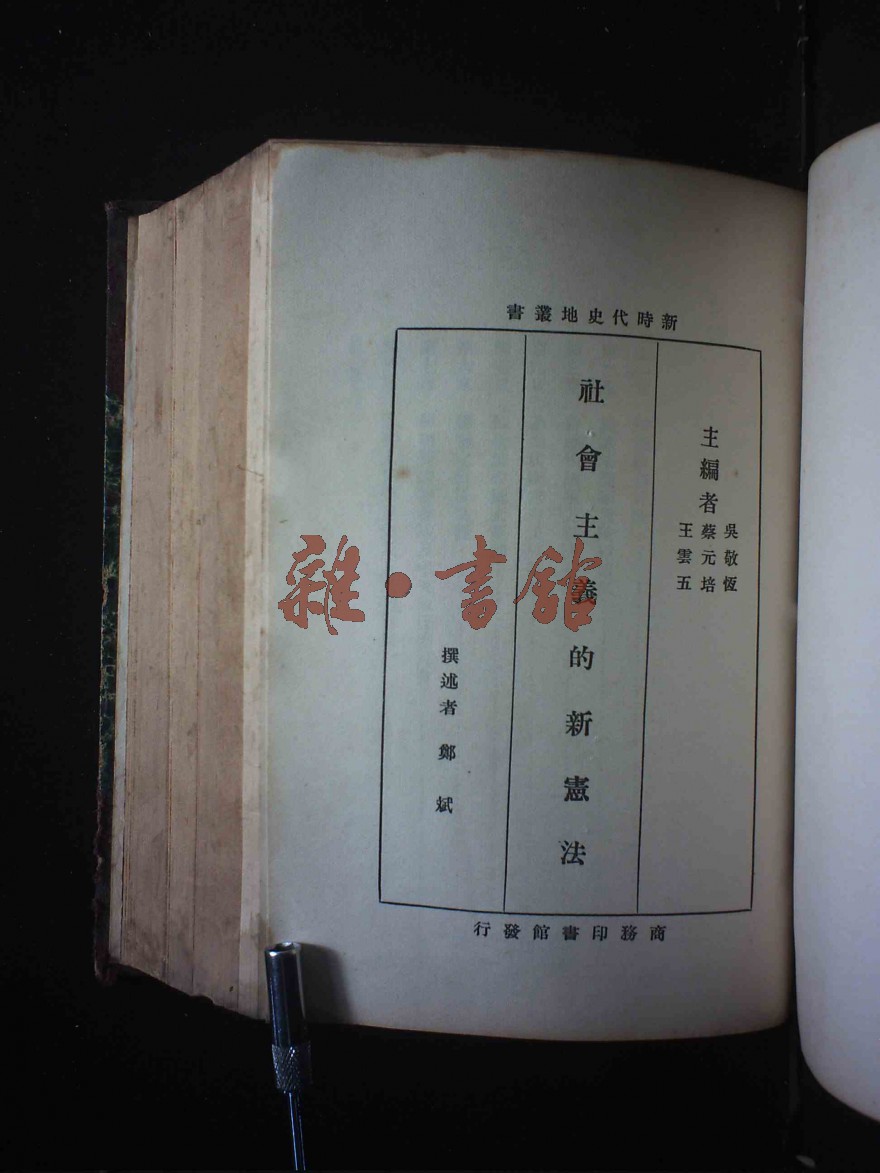 新時代史地叢書
主編者
吳敬恆
蔡元培
王雲五
社會主義的新憲法
撰述者 鄭斌
商務印書館發行
雜·書館